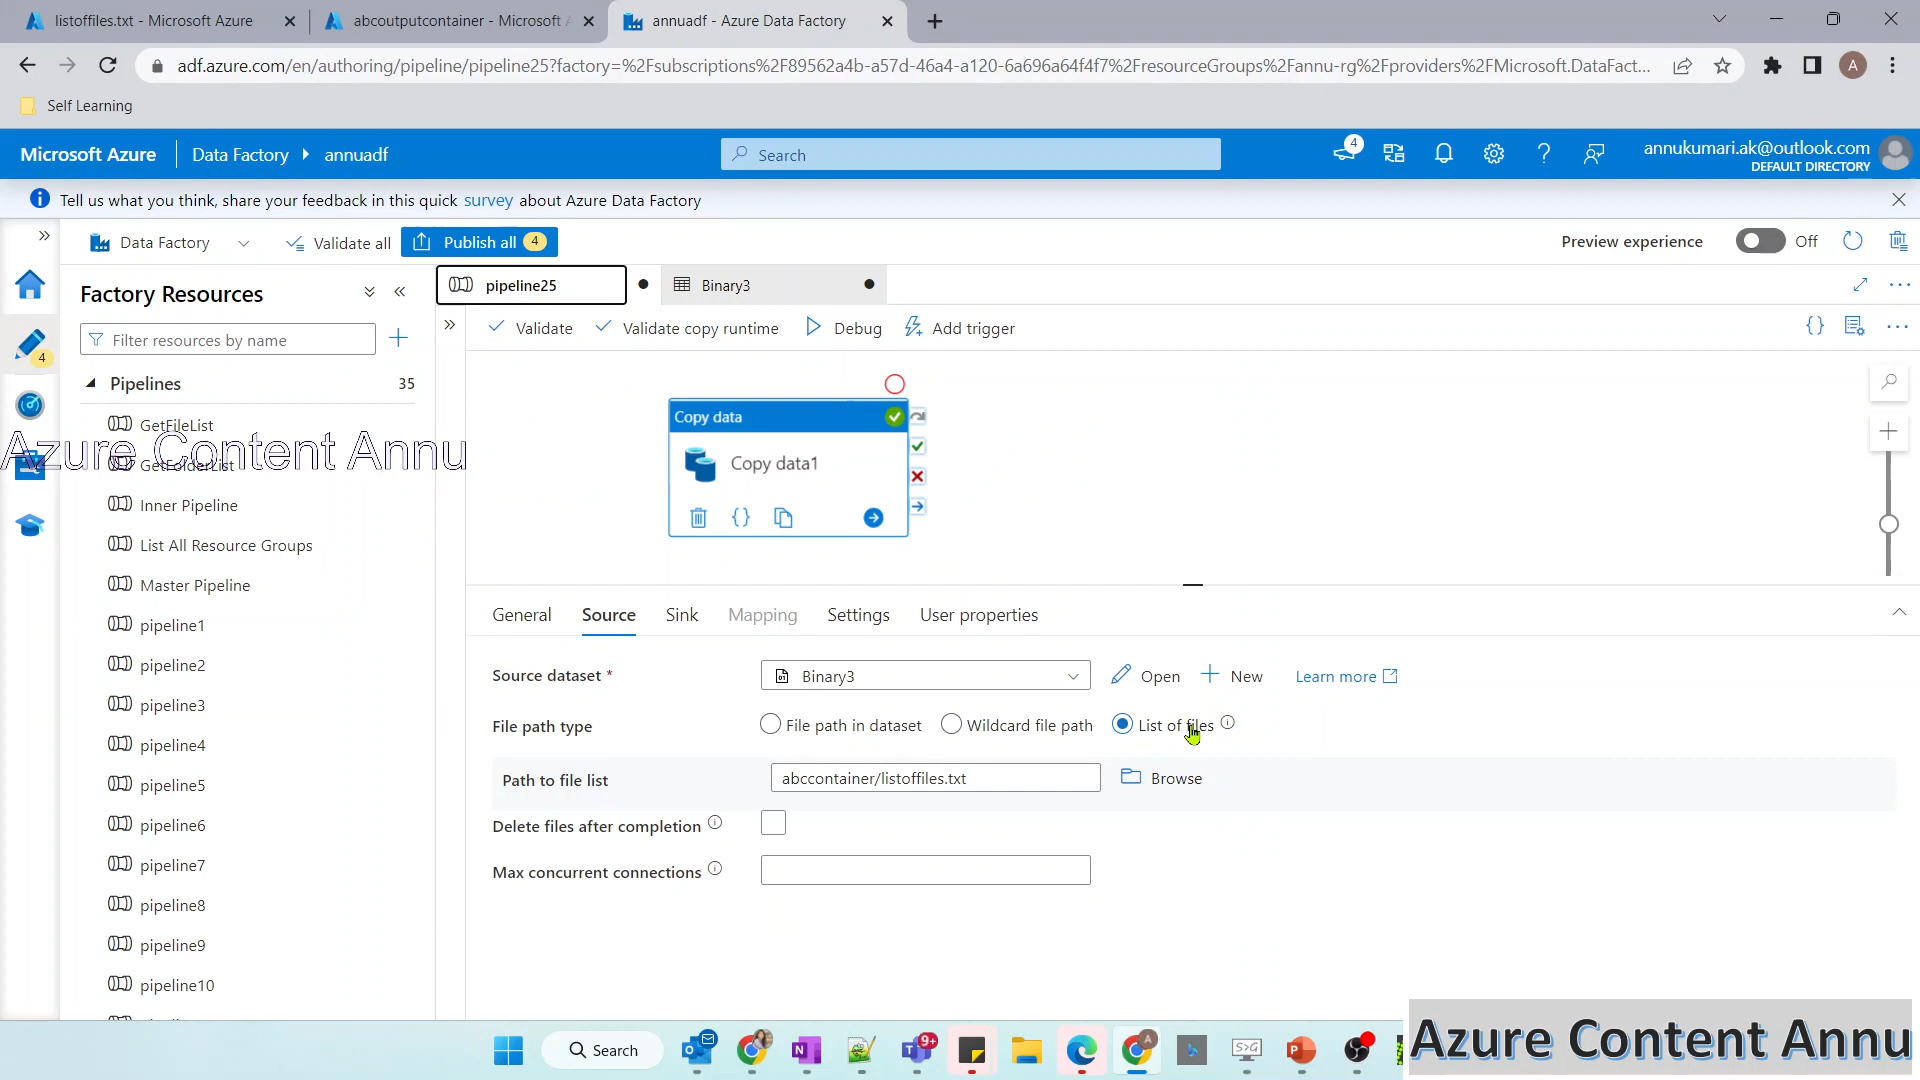 listoffiles.txt - Microsoft Azure
abcoutputcontainer - Microsoft A
annuadf - Azure Data Factory
adf.azure.com/en/authoring/pipeline/pipeline25?factory=%2Fsubscriptions%2F89562a4b-a57d-46a4-a120-6a696a64f4f7%2FresourceGroups%2Fannu-rg%2Fproviders%2FMicrosoft.DataFact...
A
Self Learning
Microsoft Azure
Data Factory
annuadf
Search
4
annukumari.ak@outlook.com
DEFAULT DIRECTORY
Tell us what you think, share your feedback in this quick survey about Azure Data Factory
Data Factory
Validate all
Publish all 4
Preview experience
Off
Factory Resources
pipeline25
Binary3
Filter resources by name
4
Validate
Validate copy runtime
Debug
Add trigger
Pipelines
35
GetFileList
Azure Content Annu
GetFolderList
Inner Pipeline
List All Resource Groups
Master Pipeline
pipeline1
pipeline2
pipeline3
pipeline4
pipeline5
pipeline6
pipeline7
pipeline8
pipeline9
pipeline10
Copy data
Copy data1
General
Source
Sink
Mapping
Settings
User properties
Source dataset *
Binary3
Open
New
Learn more
File path type
File path in dataset
Wildcard file path
List of files
Path to file list
abccontainer/listoffiles.txt
Browse
Delete files after completion
Max concurrent connections
Search
9+
A
Azure Content Annu